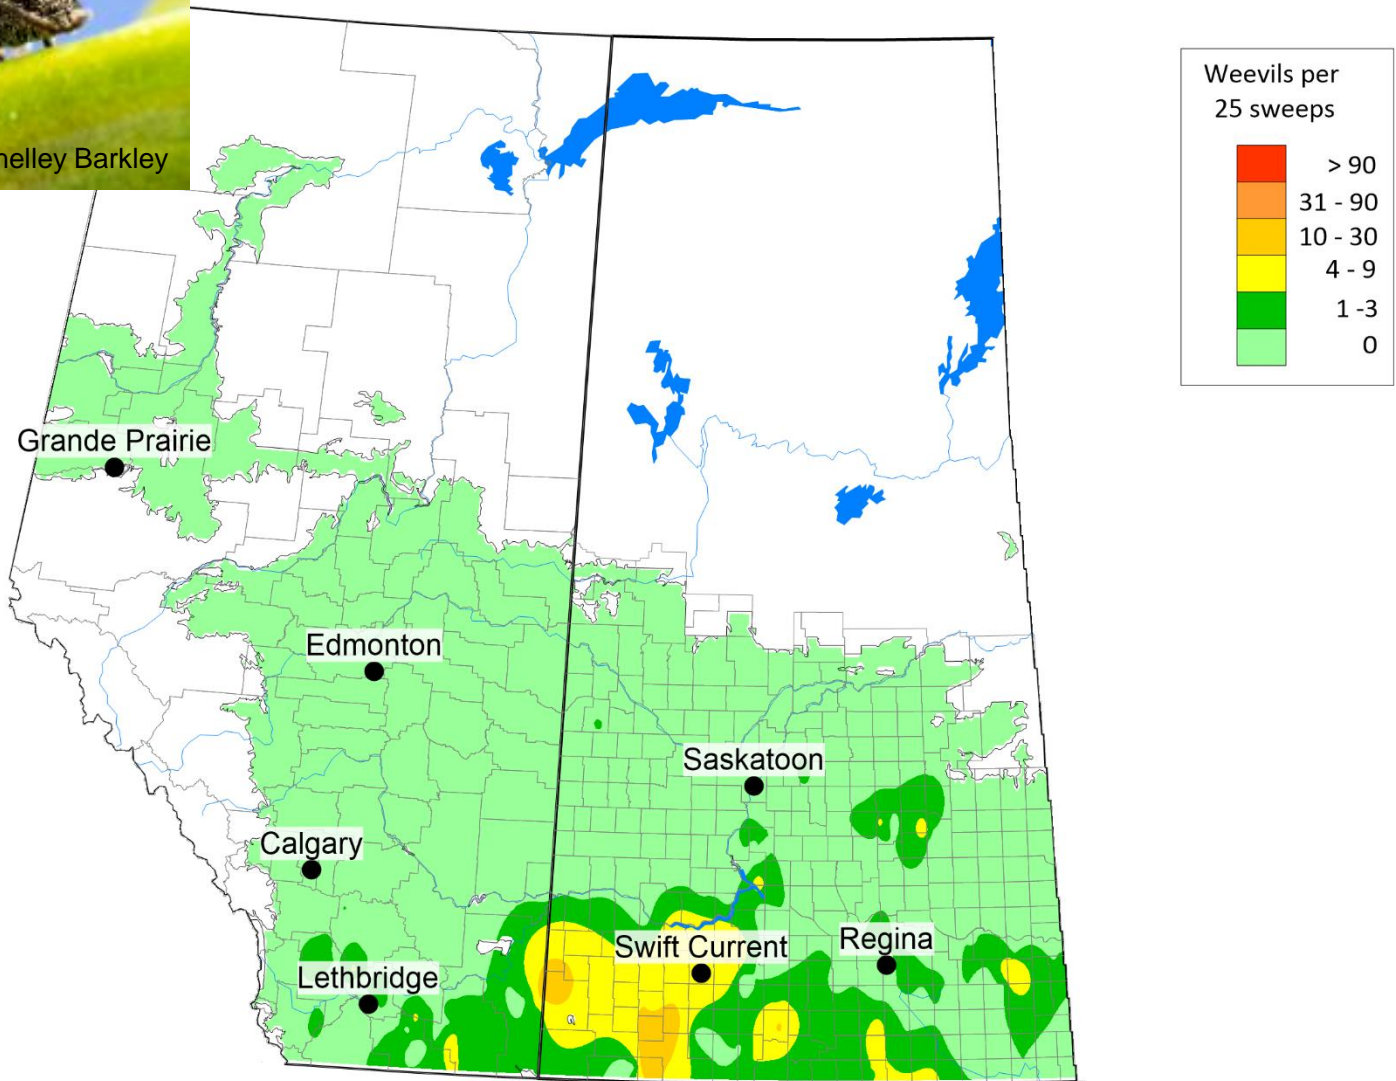 Shelley Barkley
Weevils per
25 sweeps
> 90
31 - 90
10 - 30
4 - 9
1 -3
0
Grande Prairie
Edmonton
Saskatoon
Calgary
Swift Current
Regina
Lethbridge